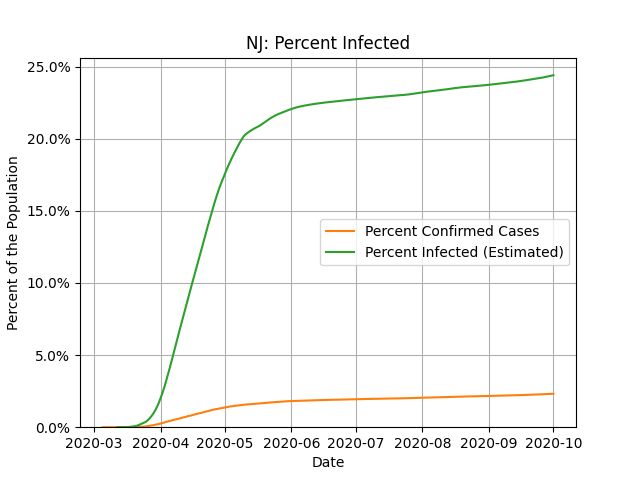 NJ: Percent Infected
25.0%
20.0%
15.0%
10.0%
5.0%
0.0%
Percent of the Population
Percent Confirmed Cases
Percent Infected (Estimated)
2020-03 2020-04 2020-05 2020-06 2020-07 2020-08 2020-09 2020-10
Date